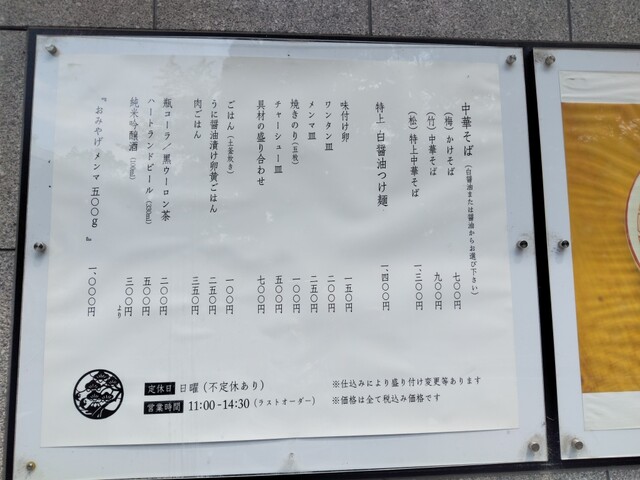 中華そば（白醤油または醤油からお選び下さい）
（梅）かけそば 七〇〇円
（竹）中華そば 九〇〇円
（松）特上中華そば 一、三〇〇円
特上 白醤油つけ麺 一、四〇〇円
味付け卵 一五〇円
ワンタン皿 二〇〇円
メンマ皿 二五〇円
焼きのり（五枚） 一〇〇円
チャーシュー皿 五〇〇円
具材の盛り合わせ 七〇〇円
ごはん（土釜炊き） 一〇〇円
うに醤油漬け卵黄ごはん 二五〇円
肉ごはん 三五〇円
瓶コーラ／黒ウーロン茶 二〇〇円
ハートランドビール（330ml） 五〇〇円
純米吟醸酒 三〇〇円より
『おみやげメンマ 五〇〇g 』 一、〇〇〇円
定休日 日曜（不定休あり）
営業時間 11:00-14:30（ラストオーダー）
※仕込みにより盛り付け変更等あります
※価格は全て税込み価格です